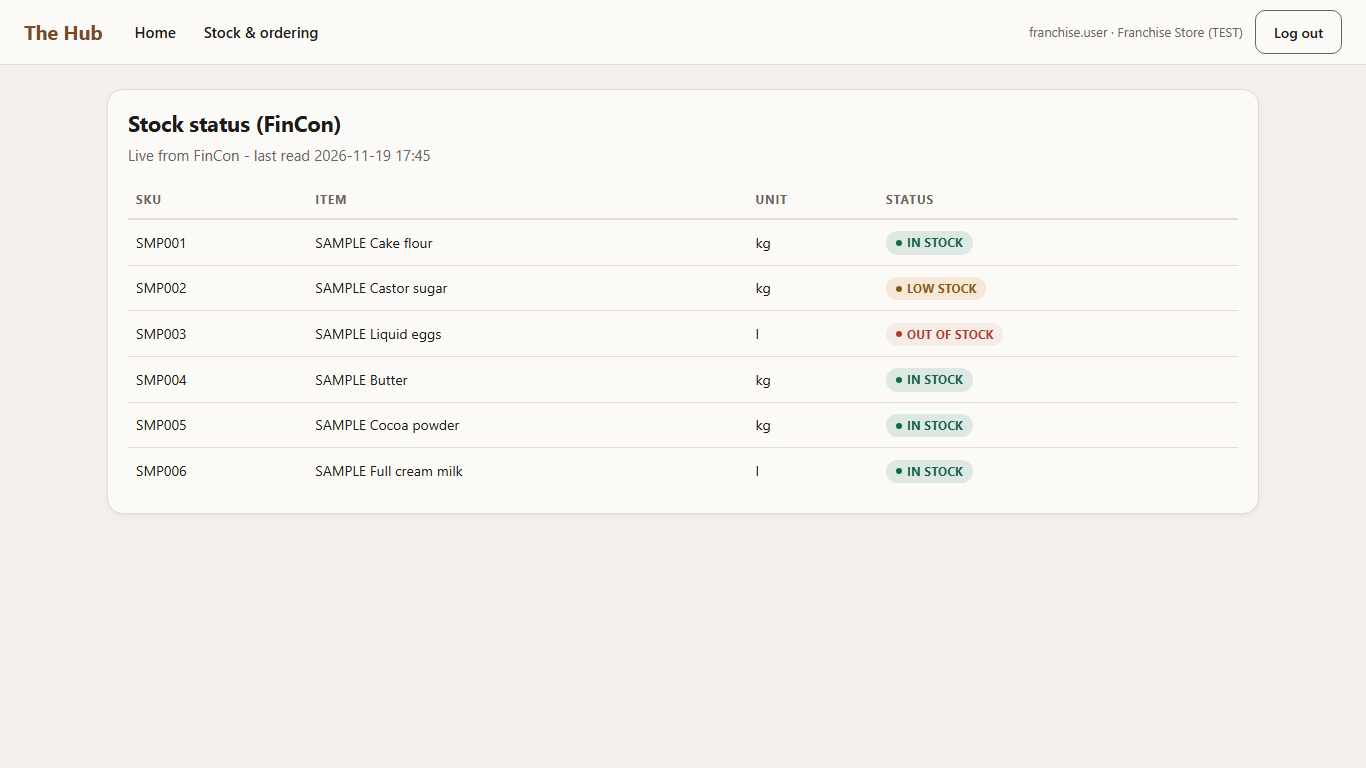 The Hub Home Stock & ordering franchise.user · Franchise Store (TEST) Log out
Stock status (FinCon)
Live from FinCon - last read 2026-11-19 17:45
SKU ITEM UNIT STATUS
SMP001 SAMPLE Cake flour kg IN STOCK
SMP002 SAMPLE Castor sugar kg LOW STOCK
SMP003 SAMPLE Liquid eggs l OUT OF STOCK
SMP004 SAMPLE Butter kg IN STOCK
SMP005 SAMPLE Cocoa powder kg IN STOCK
SMP006 SAMPLE Full cream milk l IN STOCK